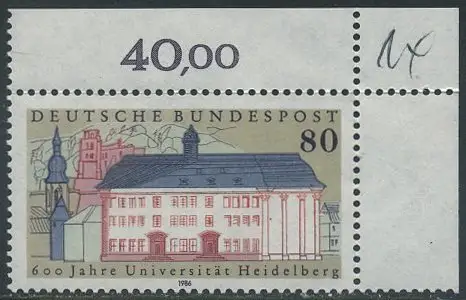 40,00
DEUTSCHE BUNDESPOST
80
600 Jahre Universität Heidelberg
1986